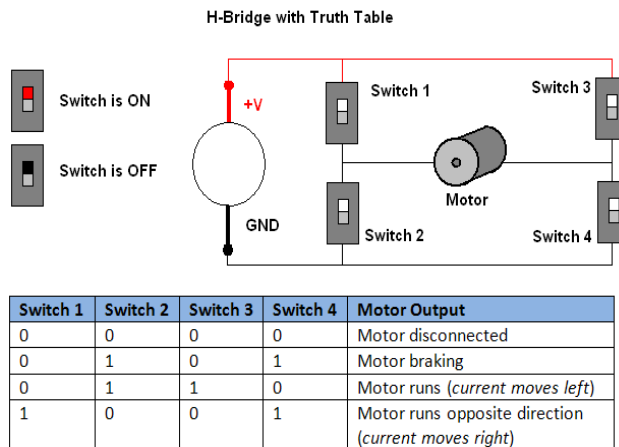 H-Bridge with Truth Table
Switch is ON
Switch is OFF
+V
GND
Switch 1
Switch 3
Motor
Switch 2
Switch 4
Switch 1 Switch 2 Switch 3 Switch 4 Motor Output
0 0 0 0 Motor disconnected
0 1 0 1 Motor braking
0 1 1 0 Motor runs (current moves left)
1 0 0 1 Motor runs opposite direction
(current moves right)